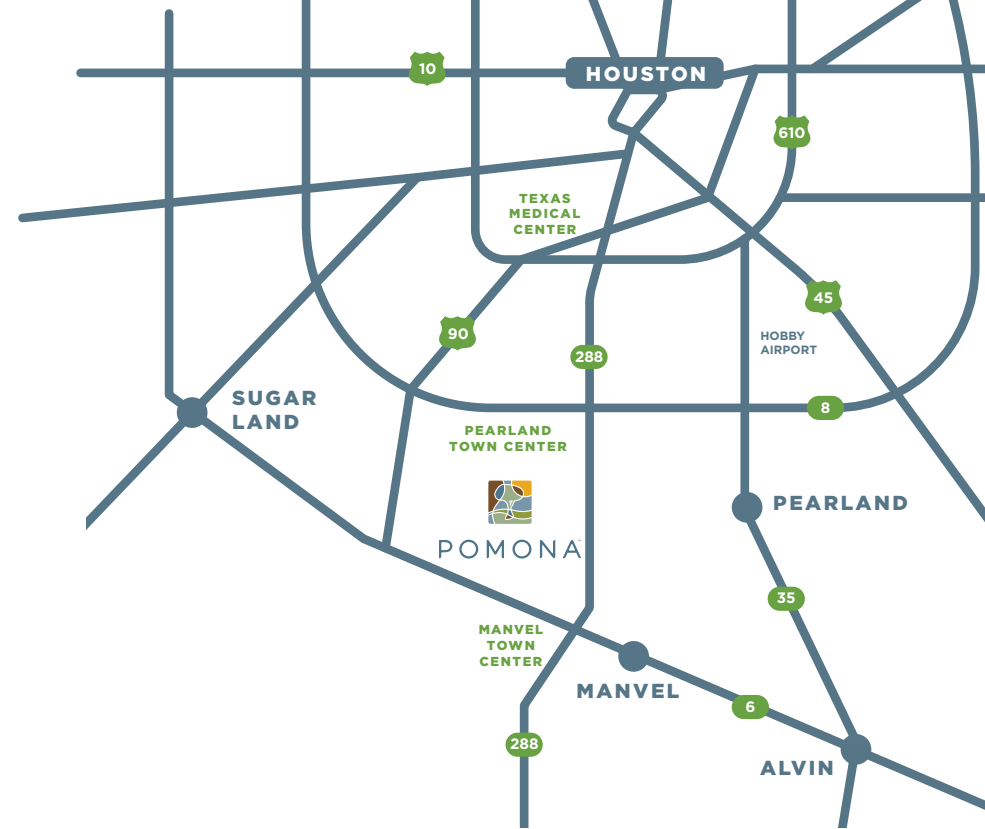 10
HOUSTON
610
TEXAS
MEDICAL
CENTER
45
90
HOBBY
AIRPORT
288
SUGAR
LAND
8
PEARLAND
TOWN CENTER
PEARLAND
POMONA
35
MANVEL
TOWN
CENTER
MANVEL
6
288
ALVIN